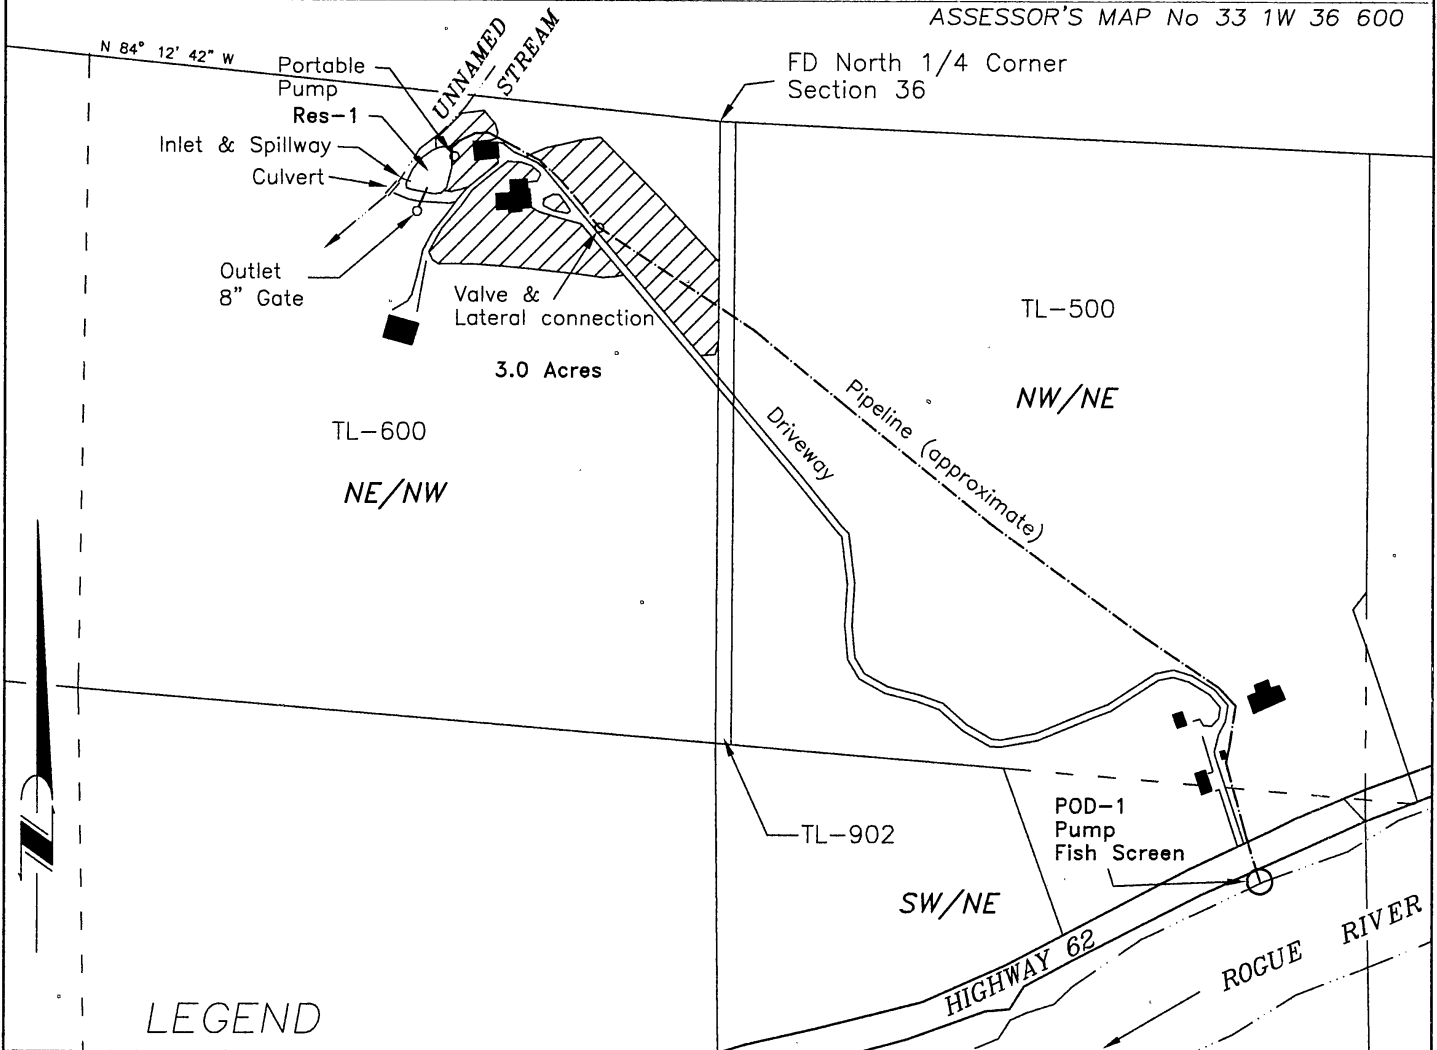 ASSESSOR'S MAP No 33 1W 36 600
N 84° 12' 42" W
UNNAMED
STREAM
Portable
Pump
Res-1
Inlet & Spillway
Culvert
FD North 1/4 Corner
Section 36
Outlet
8" Gate
Valve &
Lateral connection
3.0 Acres
TL-500
NW/NE
TL-600
NE/NW
Pipeline (approximate)
Driveway
TL-902
POD-1
Pump
Fish Screen
SW/NE
HIGHWAY 62
ROGUE RIVER
N
LEGEND